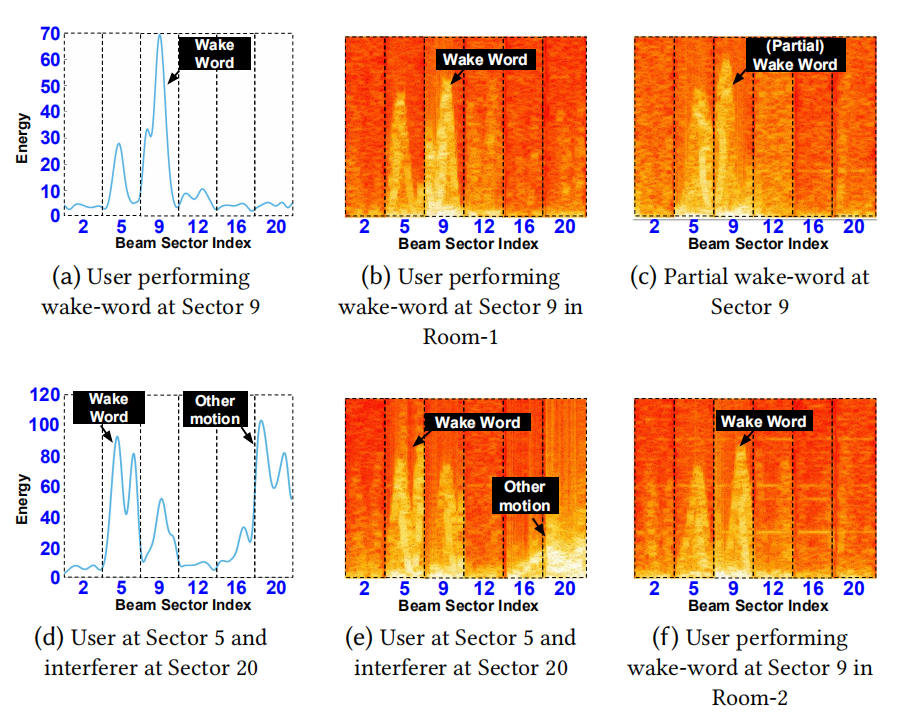 70
60
50
40
30
20
10
0
Energy
Wake
Word
2 5 9 12 16 20
Beam Sector Index
(a) User performing
wake-word at Sector 9
Wake Word
2 5 9 12 16 20
Beam Sector Index
(b) User performing
wake-word at Sector 9 in
Room-1
(Partial)
Wake Word
2 5 9 12 16 20
Beam Sector Index
(c) Partial wake-word at
Sector 9
120
100
80
60
40
20
0
Energy
Wake
Word
Other
motion
2 5 9 12 16 20
Beam Sector Index
(d) User at Sector 5 and
interferer at Sector 20
Wake Word
Other
motion
2 5 9 12 16 20
Beam Sector Index
(e) User at Sector 5 and
interferer at Sector 20
Wake Word
2 5 9 12 16 20
Beam Sector Index
(f) User performing
wake-word at Sector 9 in
Room-2